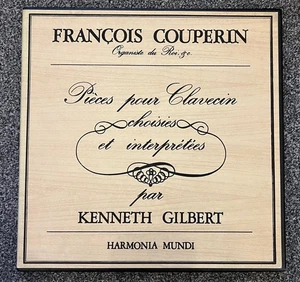 FRANÇOIS COUPERIN
Organiste du Roi, &c.
Pièces pour Clavecin
choisies
et interprétées
par
KENNETH GILBERT
HARMONIA MUNDI